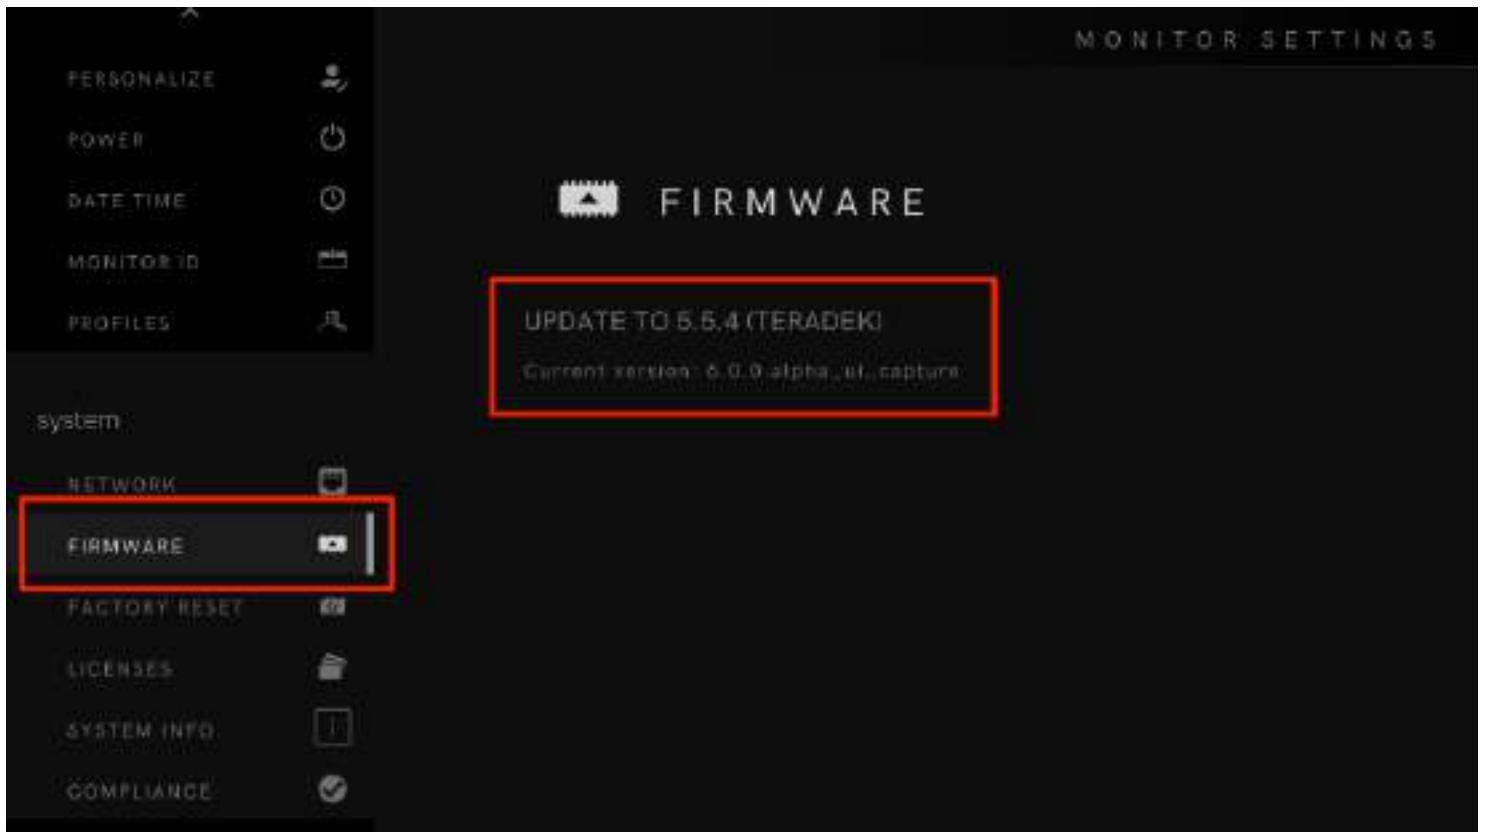 MONITOR SETTINGS
PERSONALIZE
POWER
DATE TIME
MONITOR ID
PROFILES
system
NETWORK
FIRMWARE
FACTORY RESET
LICENSES
SYSTEM INFO
COMPLIANCE
FIRMWARE
UPDATE TO 5.5.4 (TERADEK)
Current version: 6.0.0 alpha_ui_capture